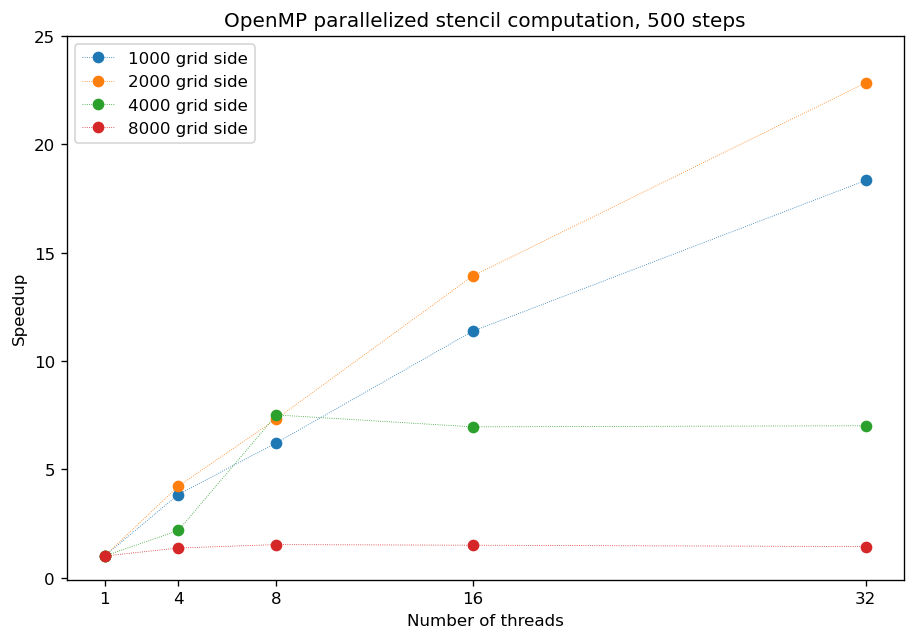 OpenMP parallelized stencil computation, 500 steps
25
20
15
10
5
0
Speedup
1000 grid side
2000 grid side
4000 grid side
8000 grid side
1 4 8 16 32
Number of threads